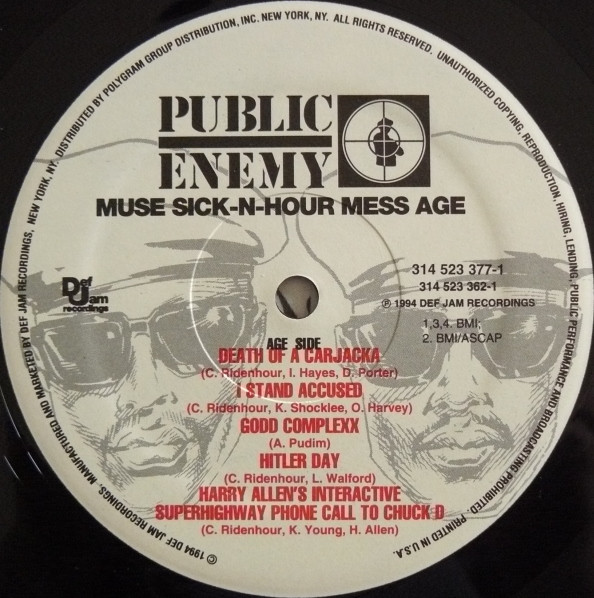 © 1994 DEF JAM RECORDINGS. MANUFACTURED AND MARKETED BY DEF JAM RECORDINGS, NEW YORK, NY. DISTRIBUTED BY POLYGRAM GROUP DISTRIBUTION, INC. NEW YORK, NY. ALL RIGHTS RESERVED. UNAUTHORIZED COPYING, REPRODUCTION, HIRING, LENDING, PUBLIC PERFORMANCE AND BROADCASTING PROHIBITED. PRINTED IN U.S.A.
PUBLIC
ENEMY
MUSE SICK-N-HOUR MESS AGE
Def
Jam
recordings
314 523 377-1
314 523 362-1
℗ 1994 DEF JAM RECORDINGS
1,3,4. BMI;
2. BMI/ASCAP
AGE SIDE
DEATH OF A CARJACKA
(C. Ridenhour, I. Hayes, D. Porter)
I STAND ACCUSED
(C. Ridenhour, K. Shocklee, O. Harvey)
GODD COMPLEXX
(A. Pudim)
HITLER DAY
(C. Ridenhour, L. Walford)
HARRY ALLEN'S INTERACTIVE
SUPERHIGHWAY PHONE CALL TO CHUCK D
(C. Ridenhour, K. Young, H. Allen)